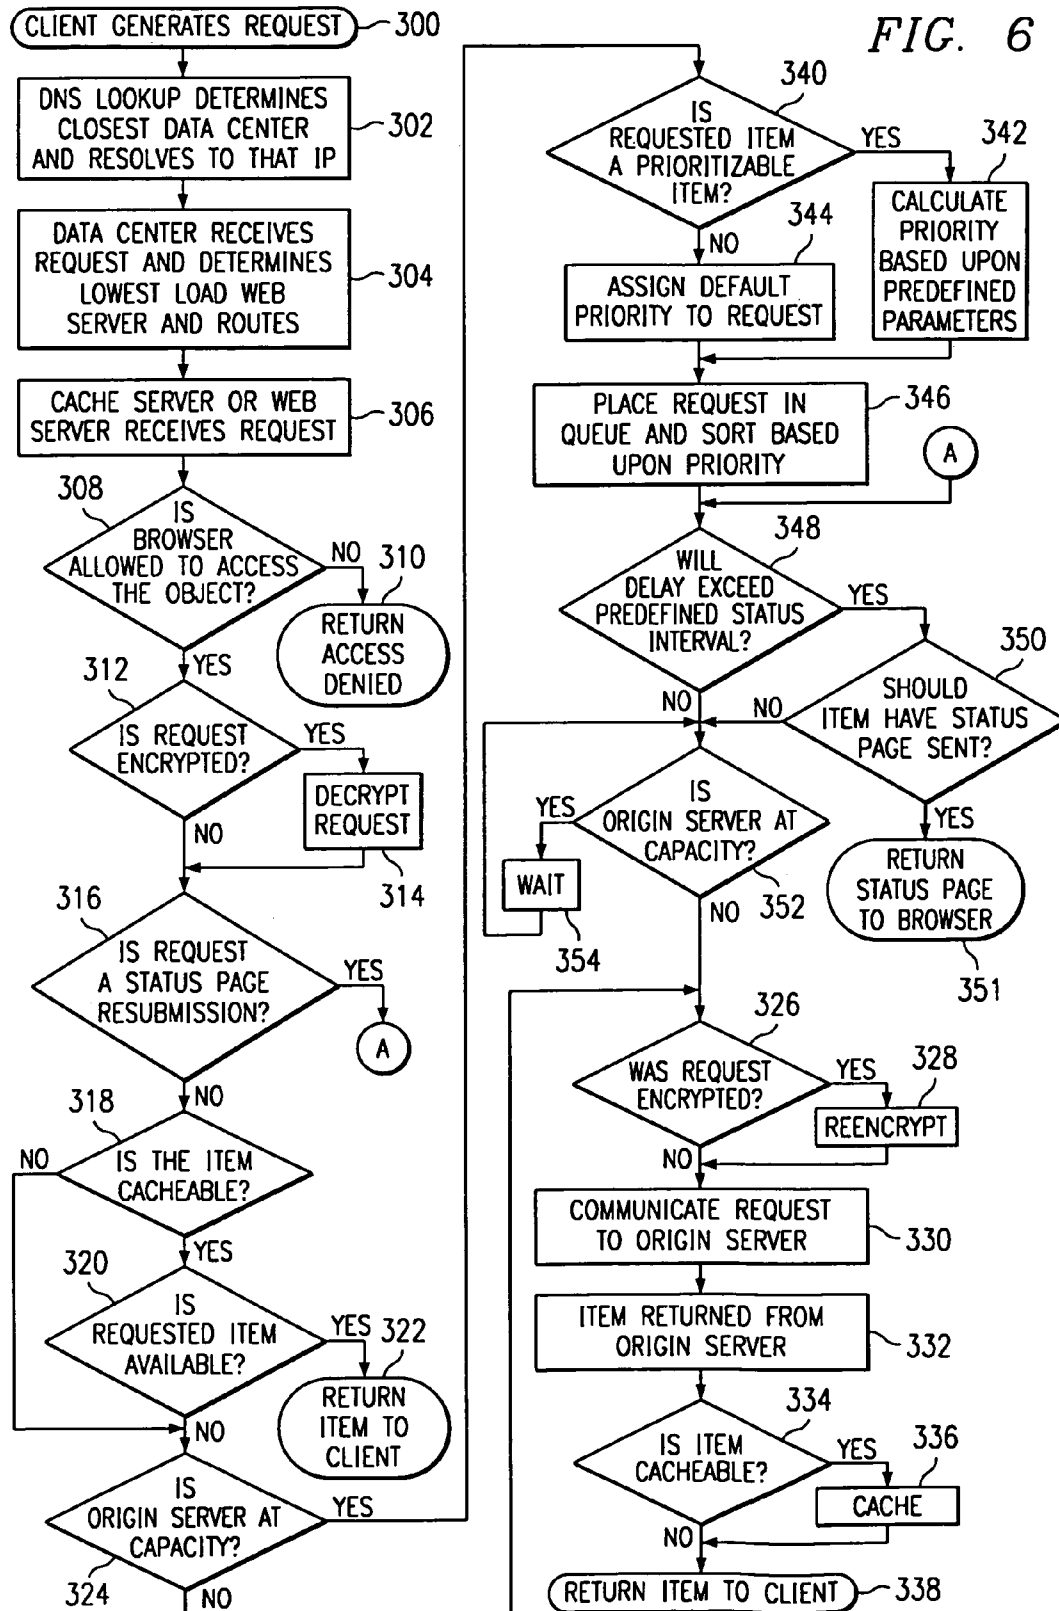 FIG. 6
CLIENT GENERATES REQUEST
300
DNS LOOKUP DETERMINES
CLOSEST DATA CENTER
AND RESOLVES TO THAT IP
302
DATA CENTER RECEIVES
REQUEST AND DETERMINES
LOWEST LOAD WEB
SERVER AND ROUTES
304
CACHE SERVER OR WEB
SERVER RECEIVES REQUEST
306
308
IS
BROWSER
ALLOWED TO ACCESS
THE OBJECT?
NO
310
RETURN
ACCESS
DENIED
YES
312
IS REQUEST
ENCRYPTED?
YES
DECRYPT
REQUEST
314
NO
316
IS REQUEST
A STATUS PAGE
RESUBMISSION?
YES
A
NO
318
IS THE ITEM
CACHEABLE?
NO
YES
320
IS
REQUESTED ITEM
AVAILABLE?
YES
322
RETURN
ITEM TO
CLIENT
NO
IS
ORIGIN SERVER AT
CAPACITY?
YES
324
NO
340
IS
REQUESTED ITEM
A PRIORITIZABLE
ITEM?
YES
342
CALCULATE
PRIORITY
BASED UPON
PREDEFINED
PARAMETERS
NO
344
ASSIGN DEFAULT
PRIORITY TO REQUEST
PLACE REQUEST IN
QUEUE AND SORT BASED
UPON PRIORITY
346
A
348
WILL
DELAY EXCEED
PREDEFINED STATUS
INTERVAL?
YES
350
SHOULD
ITEM HAVE STATUS
PAGE SENT?
NO
NO
YES
RETURN
STATUS PAGE
TO BROWSER
351
IS
ORIGIN SERVER AT
CAPACITY?
YES
WAIT
354
352
NO
326
WAS REQUEST
ENCRYPTED?
YES
328
REENCRYPT
NO
COMMUNICATE REQUEST
TO ORIGIN SERVER
330
ITEM RETURNED FROM
ORIGIN SERVER
332
334
IS ITEM
CACHEABLE?
YES
336
CACHE
NO
RETURN ITEM TO CLIENT
338